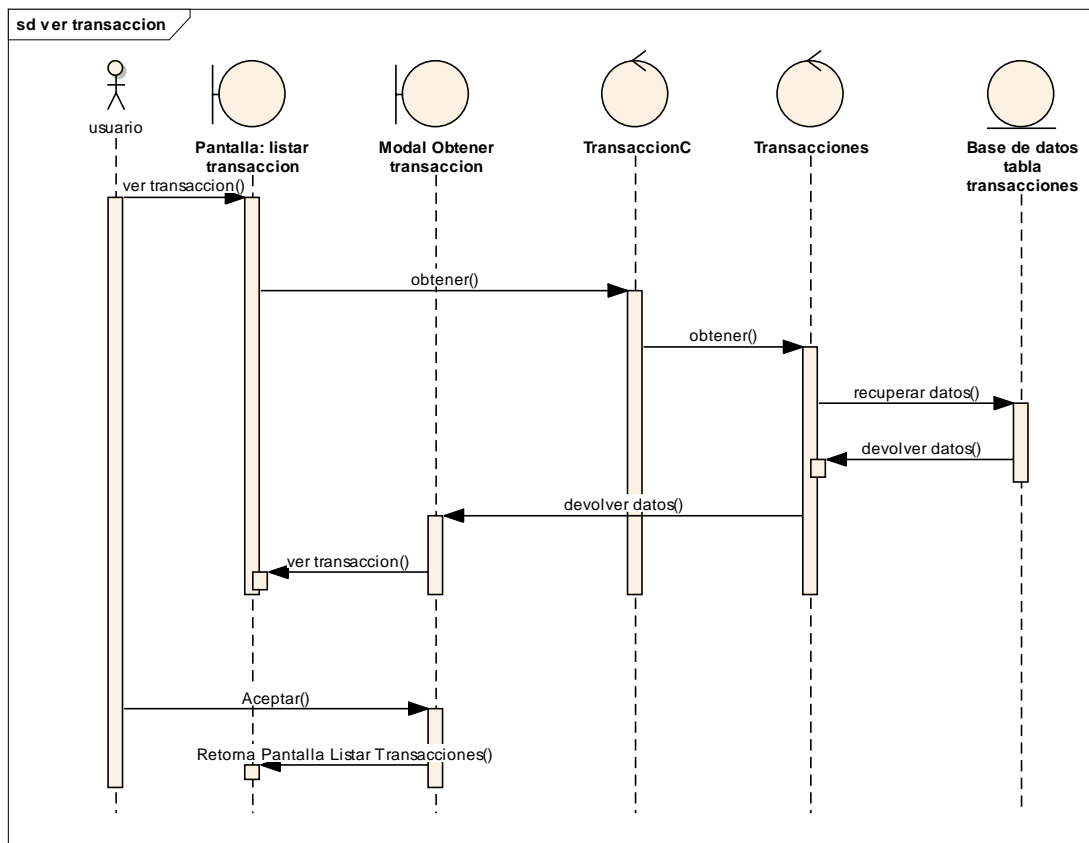 sd ver transaccion
usuario
Pantalla: listar
transaccion
Modal Obtener
transaccion
TransaccionC
Transacciones
Base de datos
tabla
transacciones
ver transaccion()
obtener()
obtener()
recuperar datos()
devolver datos()
devolver datos()
ver transaccion()
Aceptar()
Retorna Pantalla Listar Transacciones()